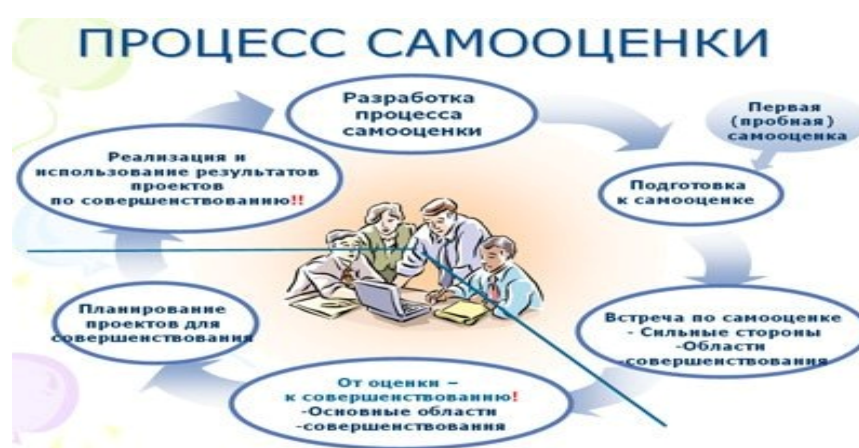 ПРОЦЕСС САМООЦЕНКИ
Разработка
процесса
самооценки
Первая
(пробная)
самооценка
Подготовка
к самооценке
Встреча по самооценке
- Сильные стороны
-Области
-совершенствования
От оценки –
к совершенствованию!
-Основные области
-совершенствования
Планирование
проектов для
совершенствования
Реализация и
использование результатов
проектов
по совершенствованию!!